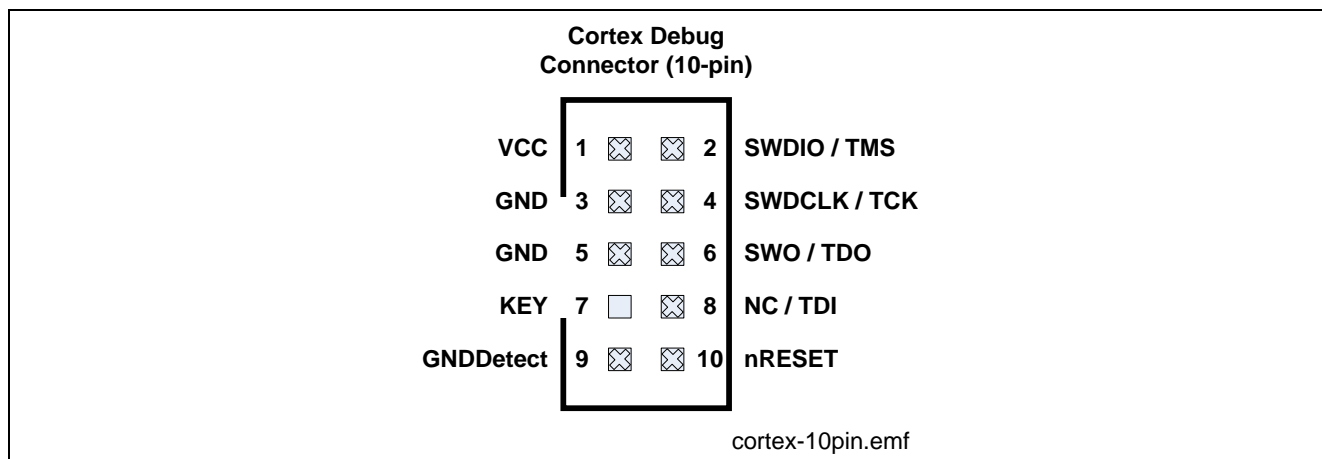 Cortex Debug
Connector (10-pin)
VCC 1 2 SWDIO / TMS
GND 3 4 SWDCLK / TCK
GND 5 6 SWO / TDO
KEY 7 8 NC / TDI
GNDDetect 9 10 nRESET
cortex-10pin.emf